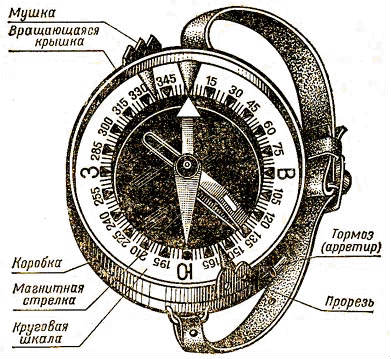 Мушка
Вращающаяся
крышка
345
15
30
45
60
75
В
105
120
135
150
165
Ю
195
210
225
240
255
З
285
300
315
330
Коробка
Магнитная
стрелка
Круговая
шкала
Тормоз
(арретир)
Прорезь